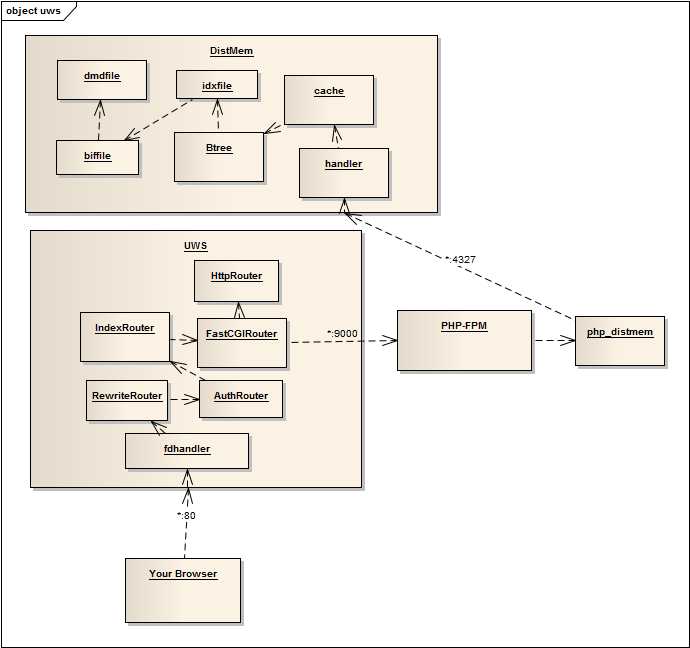 object uws
DistMem
dmdfile
idxfile
cache
biffile
Btree
handler
UWS
HttpRouter
*:4327
IndexRouter
FastCGIRouter
*:9000
PHP-FPM
php_distmem
RewriteRouter
AuthRouter
fdhandler
*:80
Your Browser